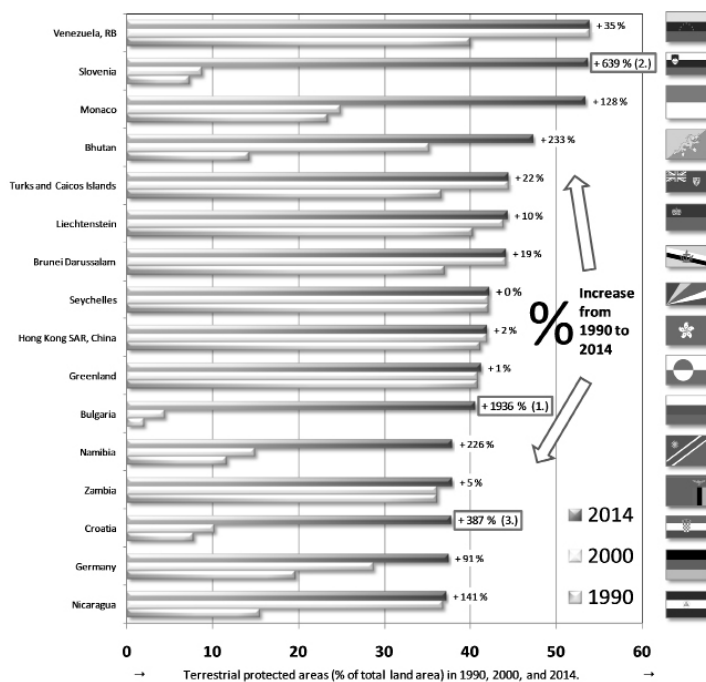 Venezuela, RB
+ 35 %
Slovenia
+ 639 % (2.)
Monaco
+ 128 %
Bhutan
+ 233 %
Turks and Caicos Islands
+ 22 %
Liechtenstein
+ 10 %
Brunei Darussalam
+ 19 %
Seychelles
+ 0 %
Hong Kong SAR, China
+ 2 %
% Increase
from
1990 to
2014
Greenland
+ 1 %
Bulgaria
+ 1936 % (1.)
Namibia
+ 226 %
Zambia
+ 5 %
Croatia
+ 387 % (3.)
Germany
+ 91 %
Nicaragua
+ 141 %
2014
2000
1990
0 10 20 30 40 50 60
→ Terrestrial protected areas (% of total land area) in 1990, 2000, and 2014. →